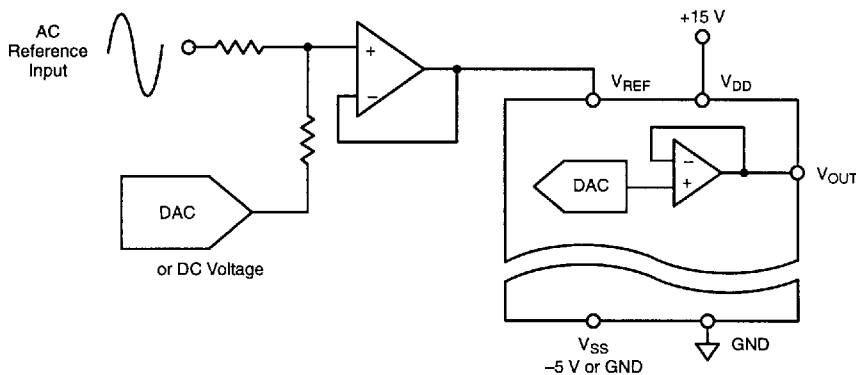 AC
Reference
Input
+15 V
+
−
VREF
VDD
DAC
−
+
VOUT
DAC
or DC Voltage
VSS
−5 V or GND
GND